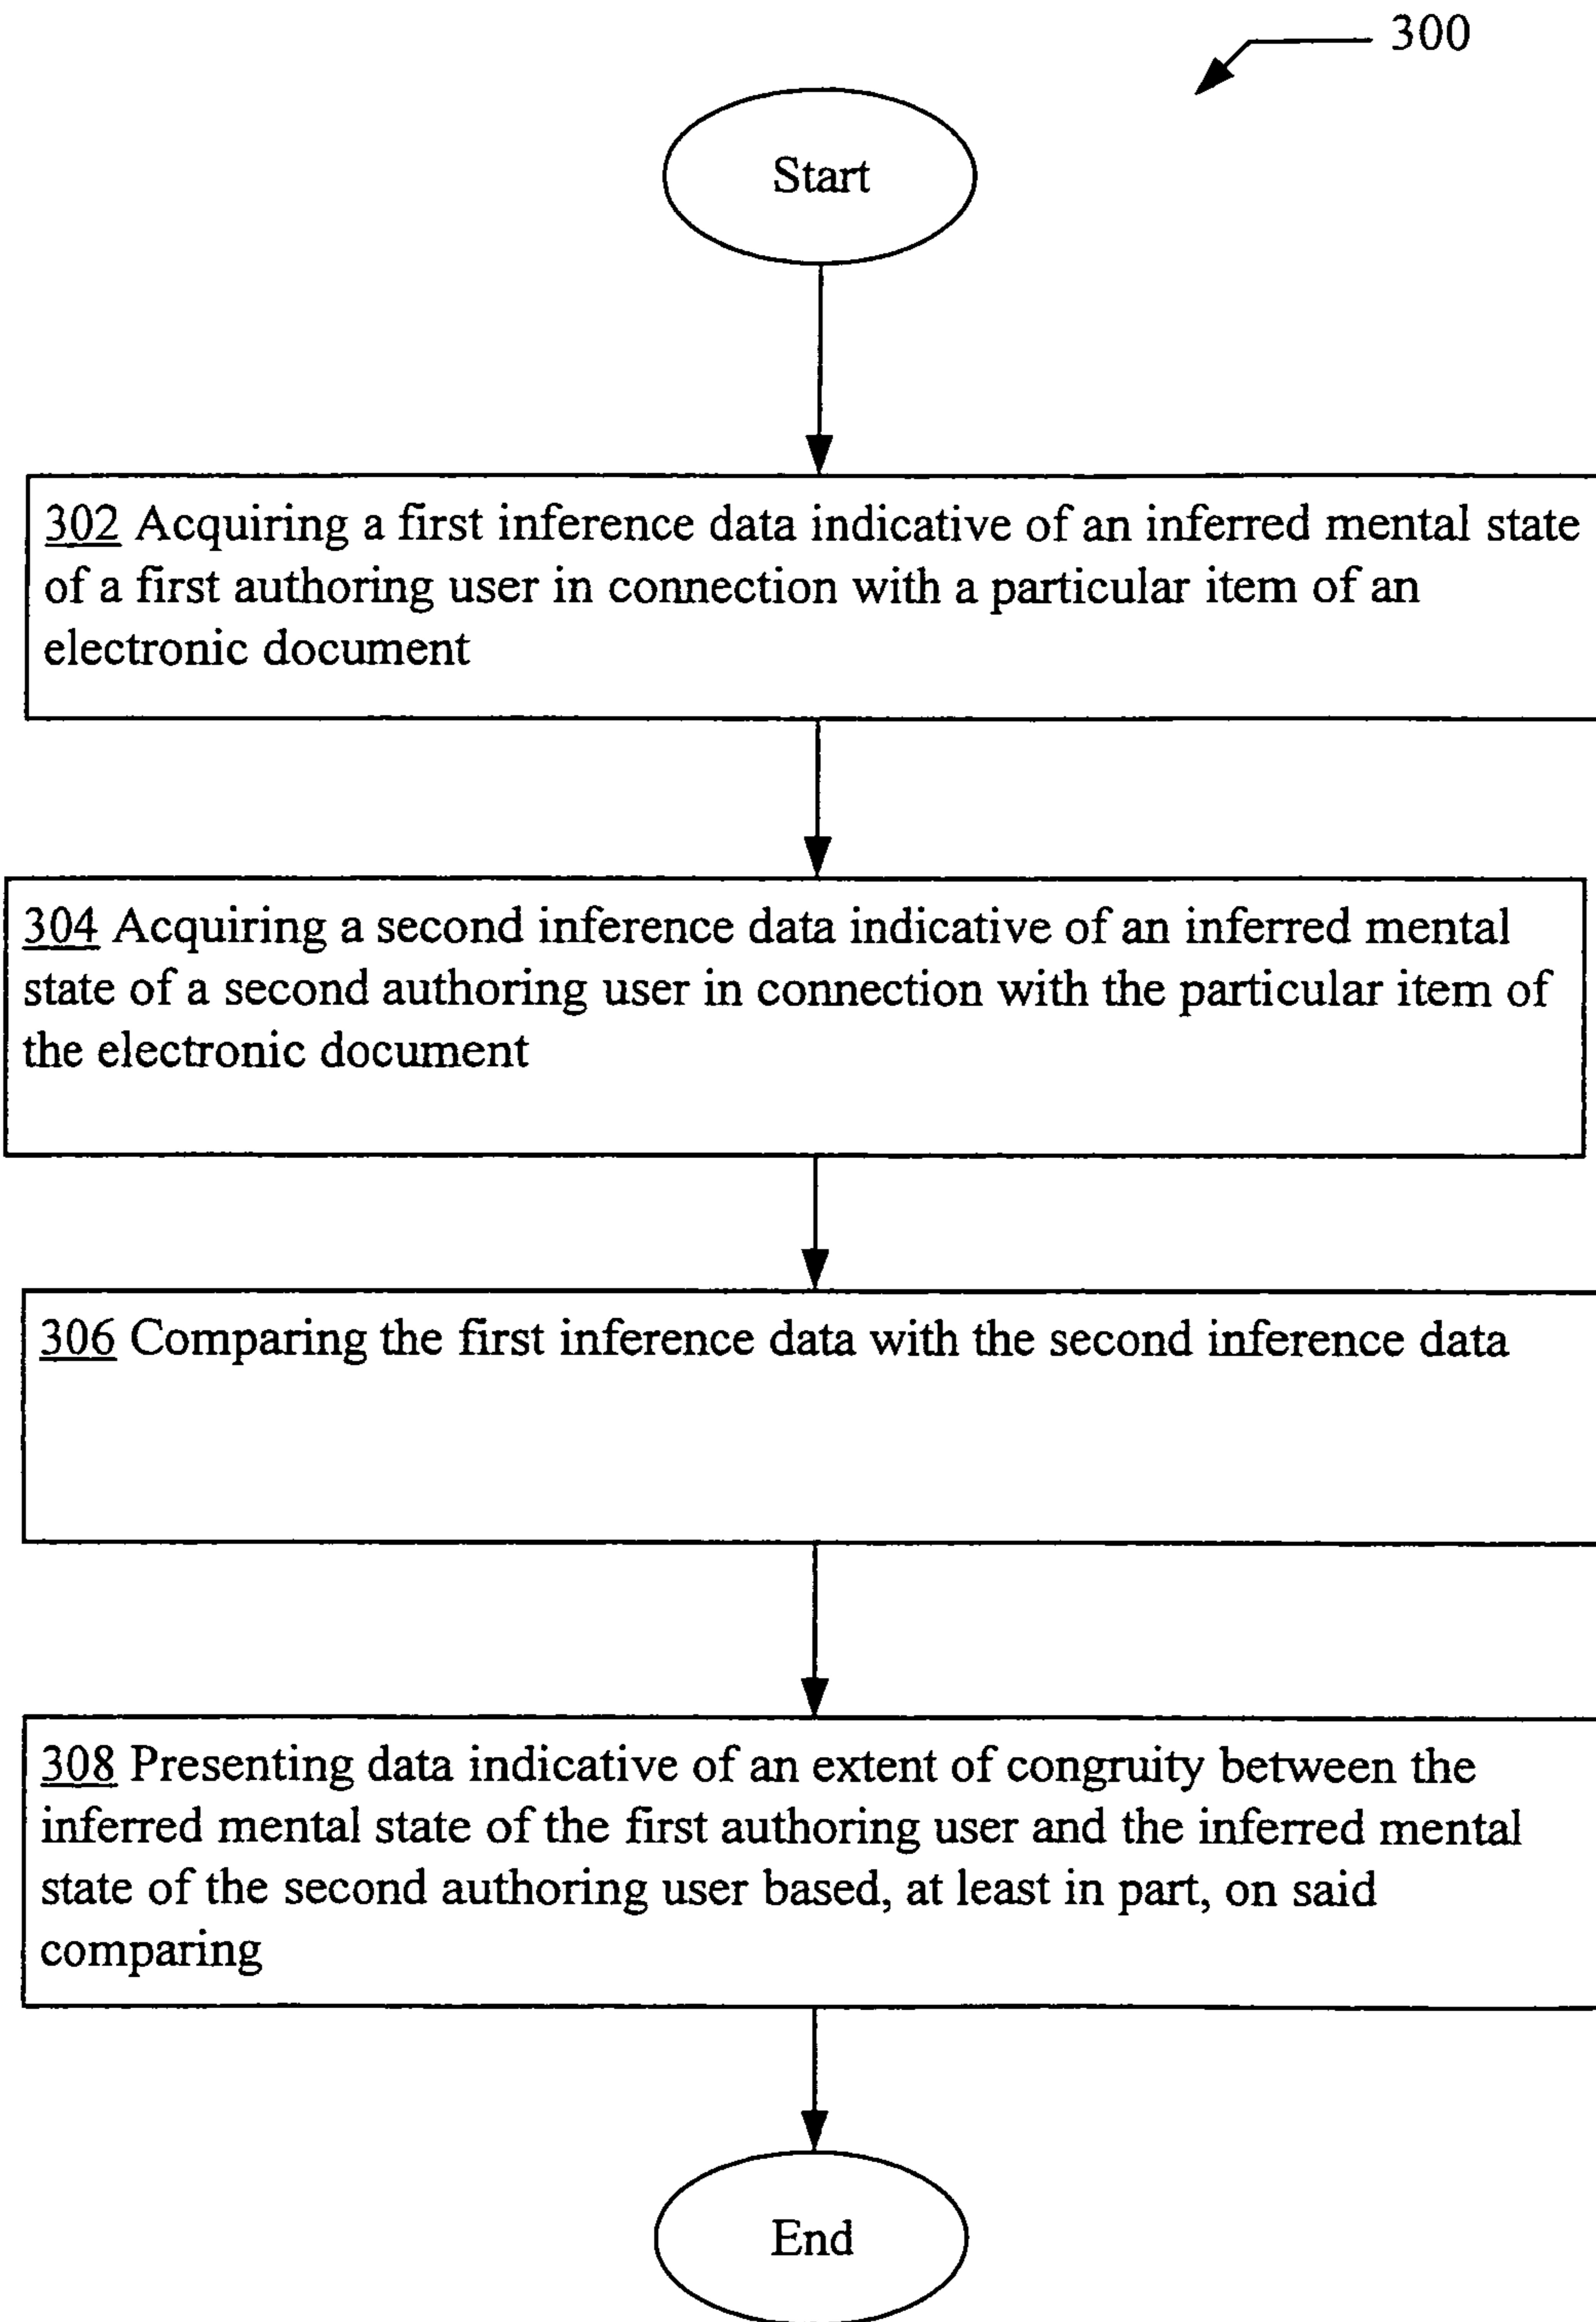 300
Start
302 Acquiring a first inference data indicative of an inferred mental state
of a first authoring user in connection with a particular item of an
electronic document
304 Acquiring a second inference data indicative of an inferred mental
state of a second authoring user in connection with the particular item of
the electronic document
306 Comparing the first inference data with the second inference data
308 Presenting data indicative of an extent of congruity between the
inferred mental state of the first authoring user and the inferred mental
state of the second authoring user based, at least in part, on said
comparing
End